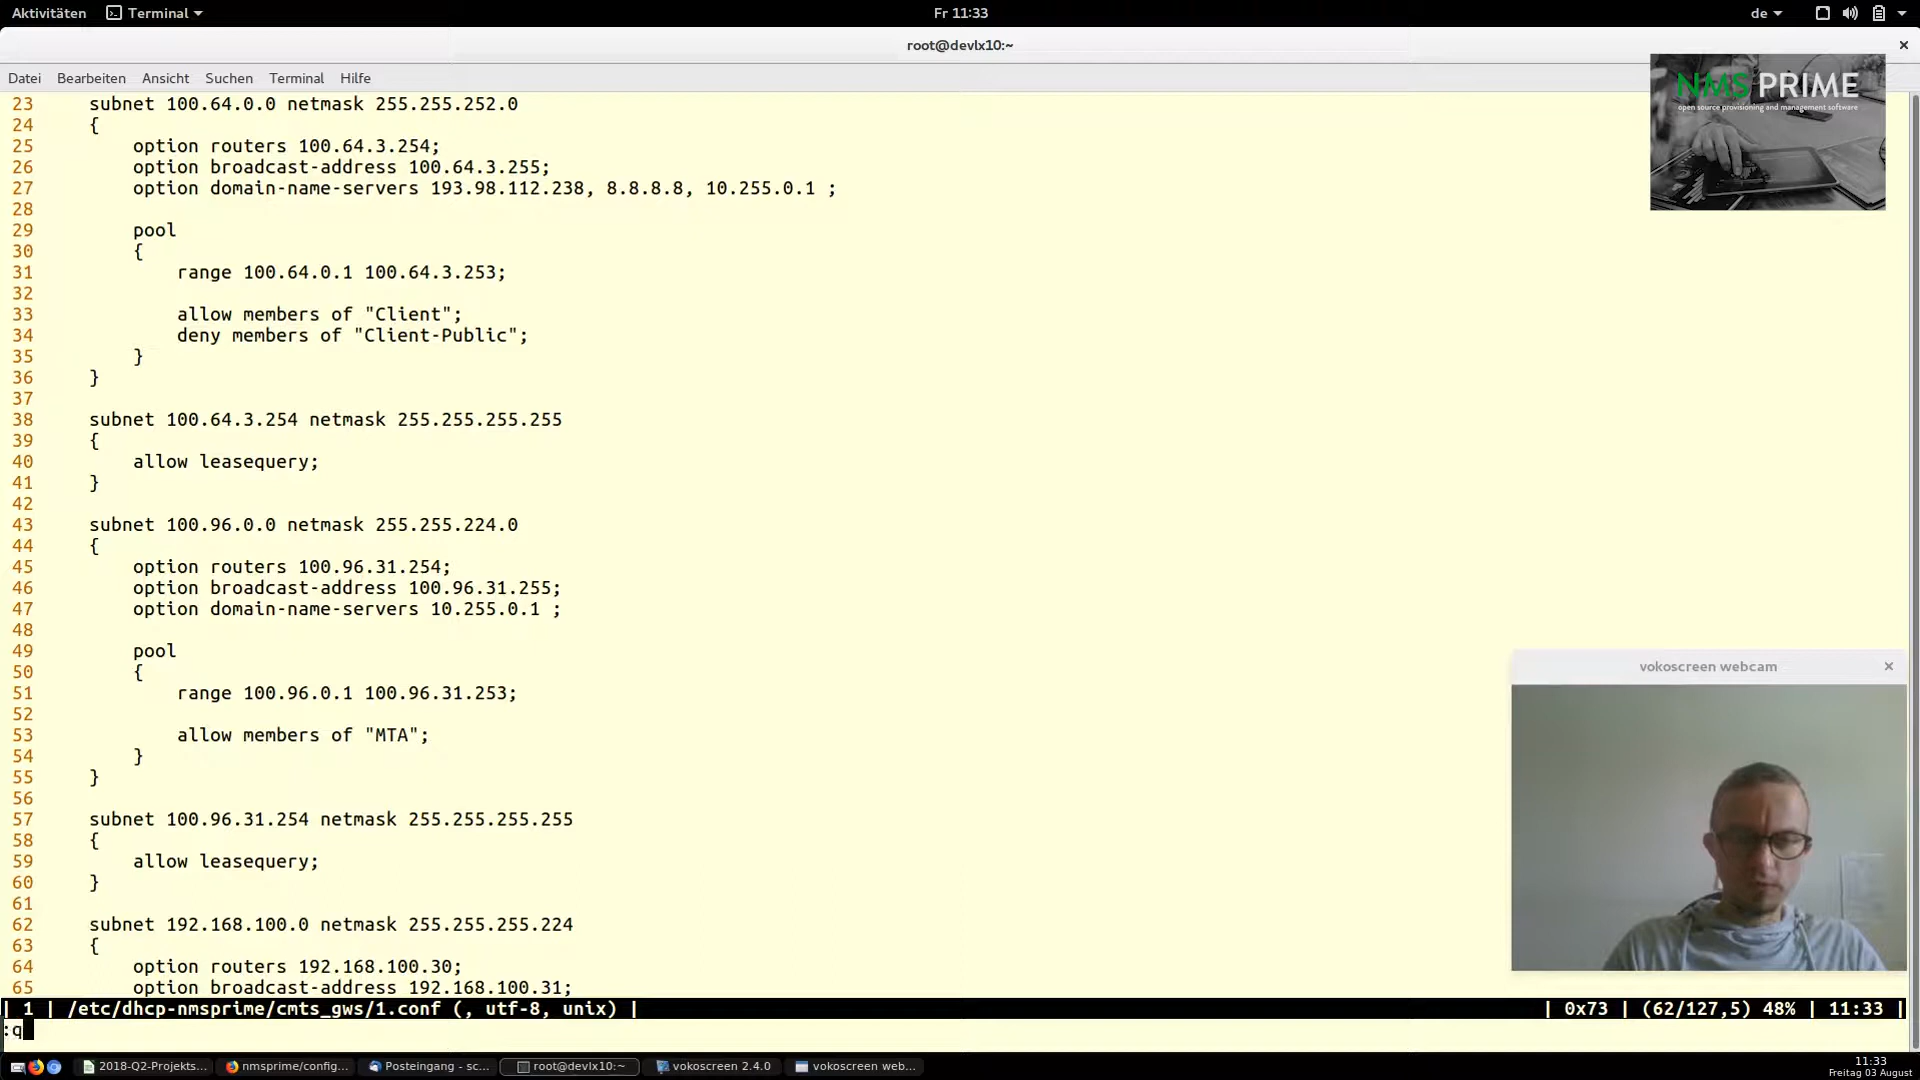 Aktivitäten Terminal Fr 11:33 de
root@devlx10:~ ×
Datei Bearbeiten Ansicht Suchen Terminal Hilfe
NMS PRIME
open source provisioning and management software
23 subnet 100.64.0.0 netmask 255.255.252.0
24 {
25 option routers 100.64.3.254;
26 option broadcast-address 100.64.3.255;
27 option domain-name-servers 193.98.112.238, 8.8.8.8, 10.255.0.1 ;
28
29 pool
30 {
31 range 100.64.0.1 100.64.3.253;
32
33 allow members of "Client";
34 deny members of "Client-Public";
35 }
36 }
37
38 subnet 100.64.3.254 netmask 255.255.255.255
39 {
40 allow leasequery;
41 }
42
43 subnet 100.96.0.0 netmask 255.255.224.0
44 {
45 option routers 100.96.31.254;
46 option broadcast-address 100.96.31.255;
47 option domain-name-servers 10.255.0.1 ;
48
49 pool
50 {
51 range 100.96.0.1 100.96.31.253;
52
53 allow members of "MTA";
54 }
55 }
56
57 subnet 100.96.31.254 netmask 255.255.255.255
58 {
59 allow leasequery;
60 }
61
62 subnet 192.168.100.0 netmask 255.255.255.224
63 {
64 option routers 192.168.100.30;
65 option broadcast-address 192.168.100.31;
vokoscreen webcam ×
| 1 | /etc/dhcp-nmsprime/cmts_gws/1.conf (, utf-8, unix) | | 0x73 | (62/127,5) 48% | 11:33 |
:q
2018-Q2-Projekts... nmsprime/config... Posteingang - sc... root@devlx10:~ vokoscreen 2.4.0 vokoscreen web... 11:33
Freitag 03 August